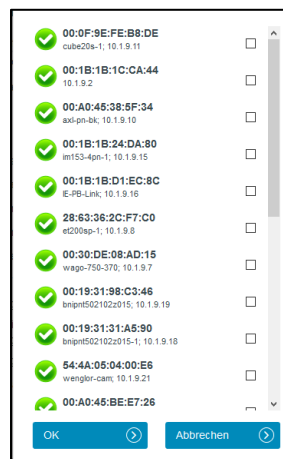 00:0F:9E:FE:B8:DE
cube20s-1; 10.1.9.11
00:1B:1B:1C:CA:44
10.1.9.2
00:A0:45:38:5F:34
axl-pn-bk; 10.1.9.10
00:1B:1B:24:DA:80
im153-4pn-1; 10.1.9.15
00:1B:1B:D1:EC:8C
IE-PB-Link; 10.1.9.16
28:63:36:2C:F7:C0
et200sp-1; 10.1.9.8
00:30:DE:08:AD:15
wago-750-370; 10.1.9.7
00:19:31:98:C3:46
bnipnt502102z015; 10.1.9.19
00:19:31:31:A5:90
bnipnt502102z015-1; 10.1.9.18
54:4A:05:04:00:E6
wenglor-cam; 10.1.9.21
00:A0:45:BE:E7:26
OK
Abbrechen